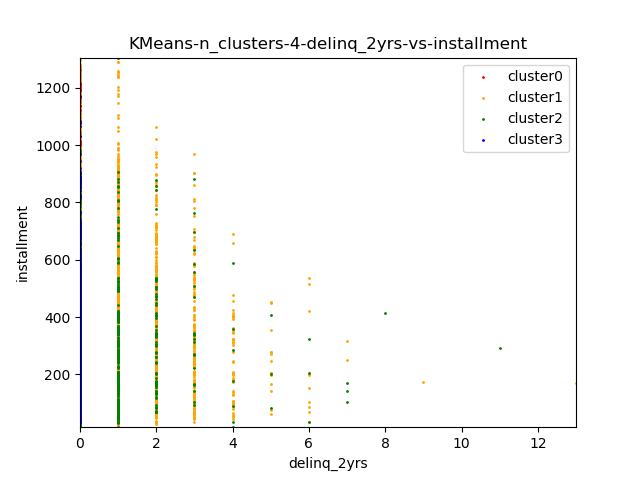 KMeans-n_clusters-4-delinq_2yrs-vs-installment
cluster0
cluster1
cluster2
cluster3
1200
1000
800
600
400
200
installment
0 2 4 6 8 10 12
delinq_2yrs